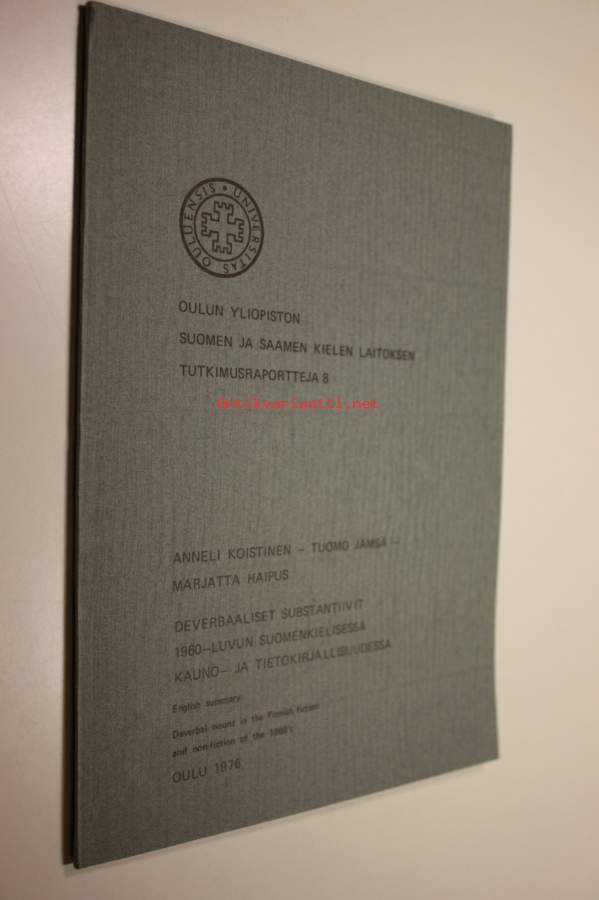 UNIVERSITAS OULUENSIS
OULUN YLIOPISTON
SUOMEN JA SAAMEN KIELEN LAITOKSEN
TUTKIMUSRAPORTTEJA 8
Antikvariaatti.net
ANNELI KOISTINEN – TUOMO JÄMSÄ –
MARJATTA HAIPUS
DEVERBAALISET SUBSTANTIIVIT
1960–LUVUN SUOMENKIELISESSÄ
KAUNO– JA TIETOKIRJALLISUUDESSA
English summary:
Deverbal nouns in the Finnish fiction
and non-fiction of the 1960's
OULU 1976